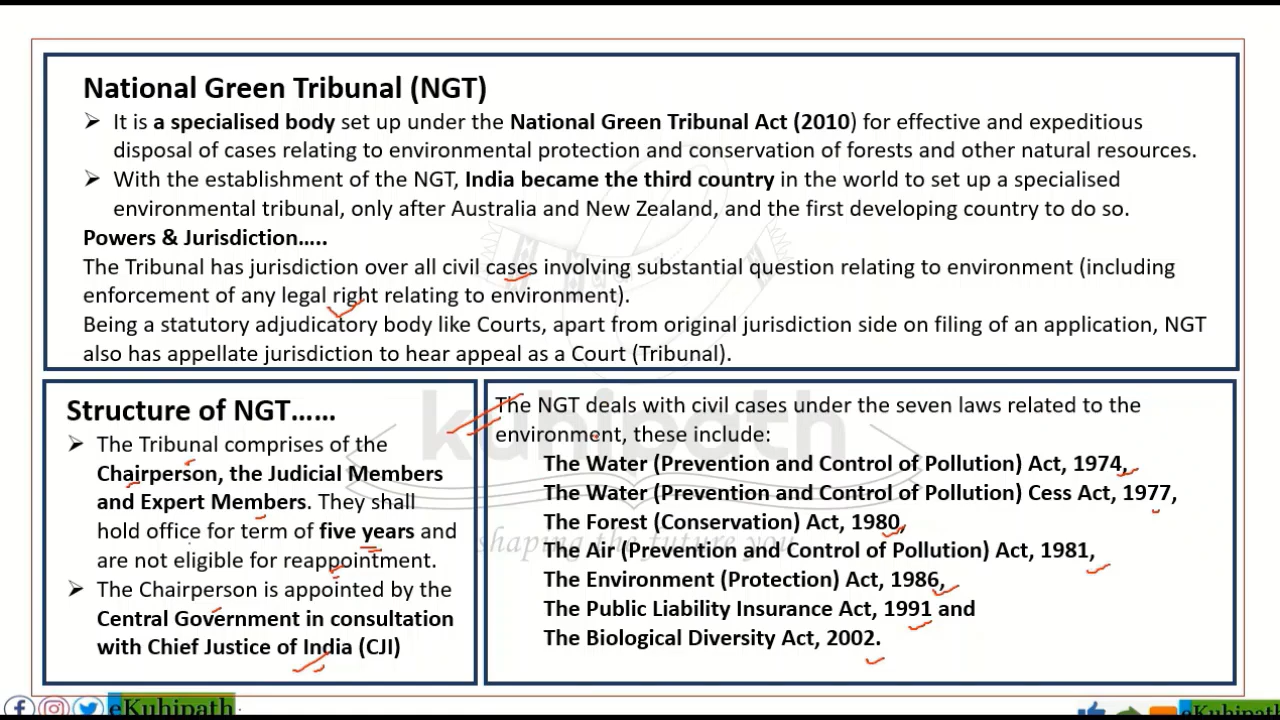 National Green Tribunal (NGT)
➢ It is a specialised body set up under the National Green Tribunal Act (2010) for effective and expeditious
disposal of cases relating to environmental protection and conservation of forests and other natural resources.
➢ With the establishment of the NGT, India became the third country in the world to set up a specialised
environmental tribunal, only after Australia and New Zealand, and the first developing country to do so.
Powers & Jurisdiction…..
The Tribunal has jurisdiction over all civil cases involving substantial question relating to environment (including
enforcement of any legal right relating to environment).
Being a statutory adjudicatory body like Courts, apart from original jurisdiction side on filing of an application, NGT
also has appellate jurisdiction to hear appeal as a Court (Tribunal).
Structure of NGT……
➢ The Tribunal comprises of the
Chairperson, the Judicial Members
and Expert Members. They shall
hold office for term of five years and
are not eligible for reappointment.
➢ The Chairperson is appointed by the
Central Government in consultation
with Chief Justice of India (CJI)
The NGT deals with civil cases under the seven laws related to the
environment, these include:
The Water (Prevention and Control of Pollution) Act, 1974,
The Water (Prevention and Control of Pollution) Cess Act, 1977,
The Forest (Conservation) Act, 1980,
The Air (Prevention and Control of Pollution) Act, 1981,
The Environment (Protection) Act, 1986,
The Public Liability Insurance Act, 1991 and
The Biological Diversity Act, 2002.
kuhipath
shaping the future you
eKuhipath
eKuhipath